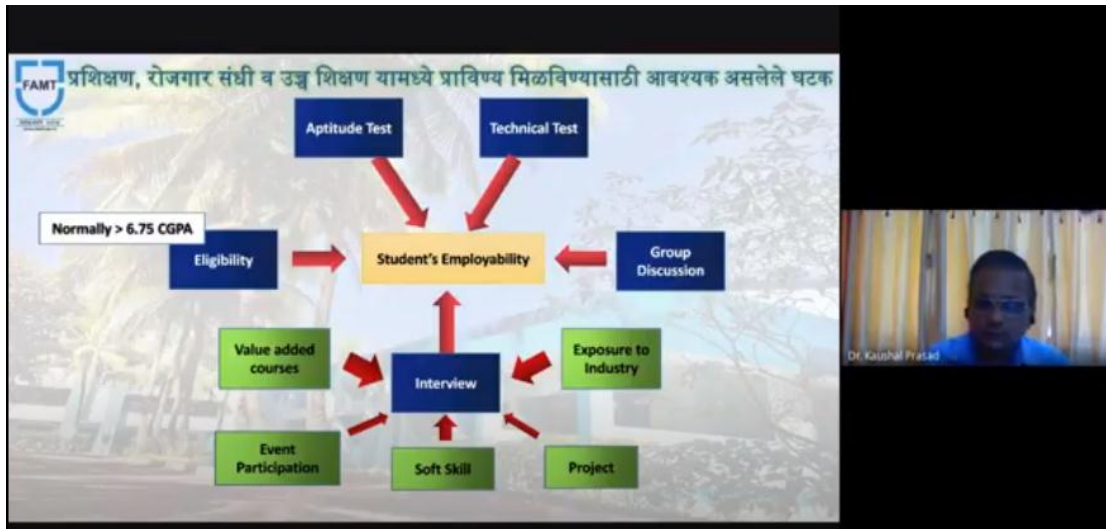 FAMT
प्रशिक्षण, रोजगार संधी व उच्च शिक्षण यामध्ये प्राविण्य मिळविण्यासाठी आवश्यक असलेले घटक
Aptitude Test
Technical Test
Normally > 6.75 CGPA
Eligibility
Student's Employability
Group
Discussion
Value added
courses
Interview
Exposure to
Industry
Event
Participation
Soft Skill
Project
Dr. Kaushal Prasad